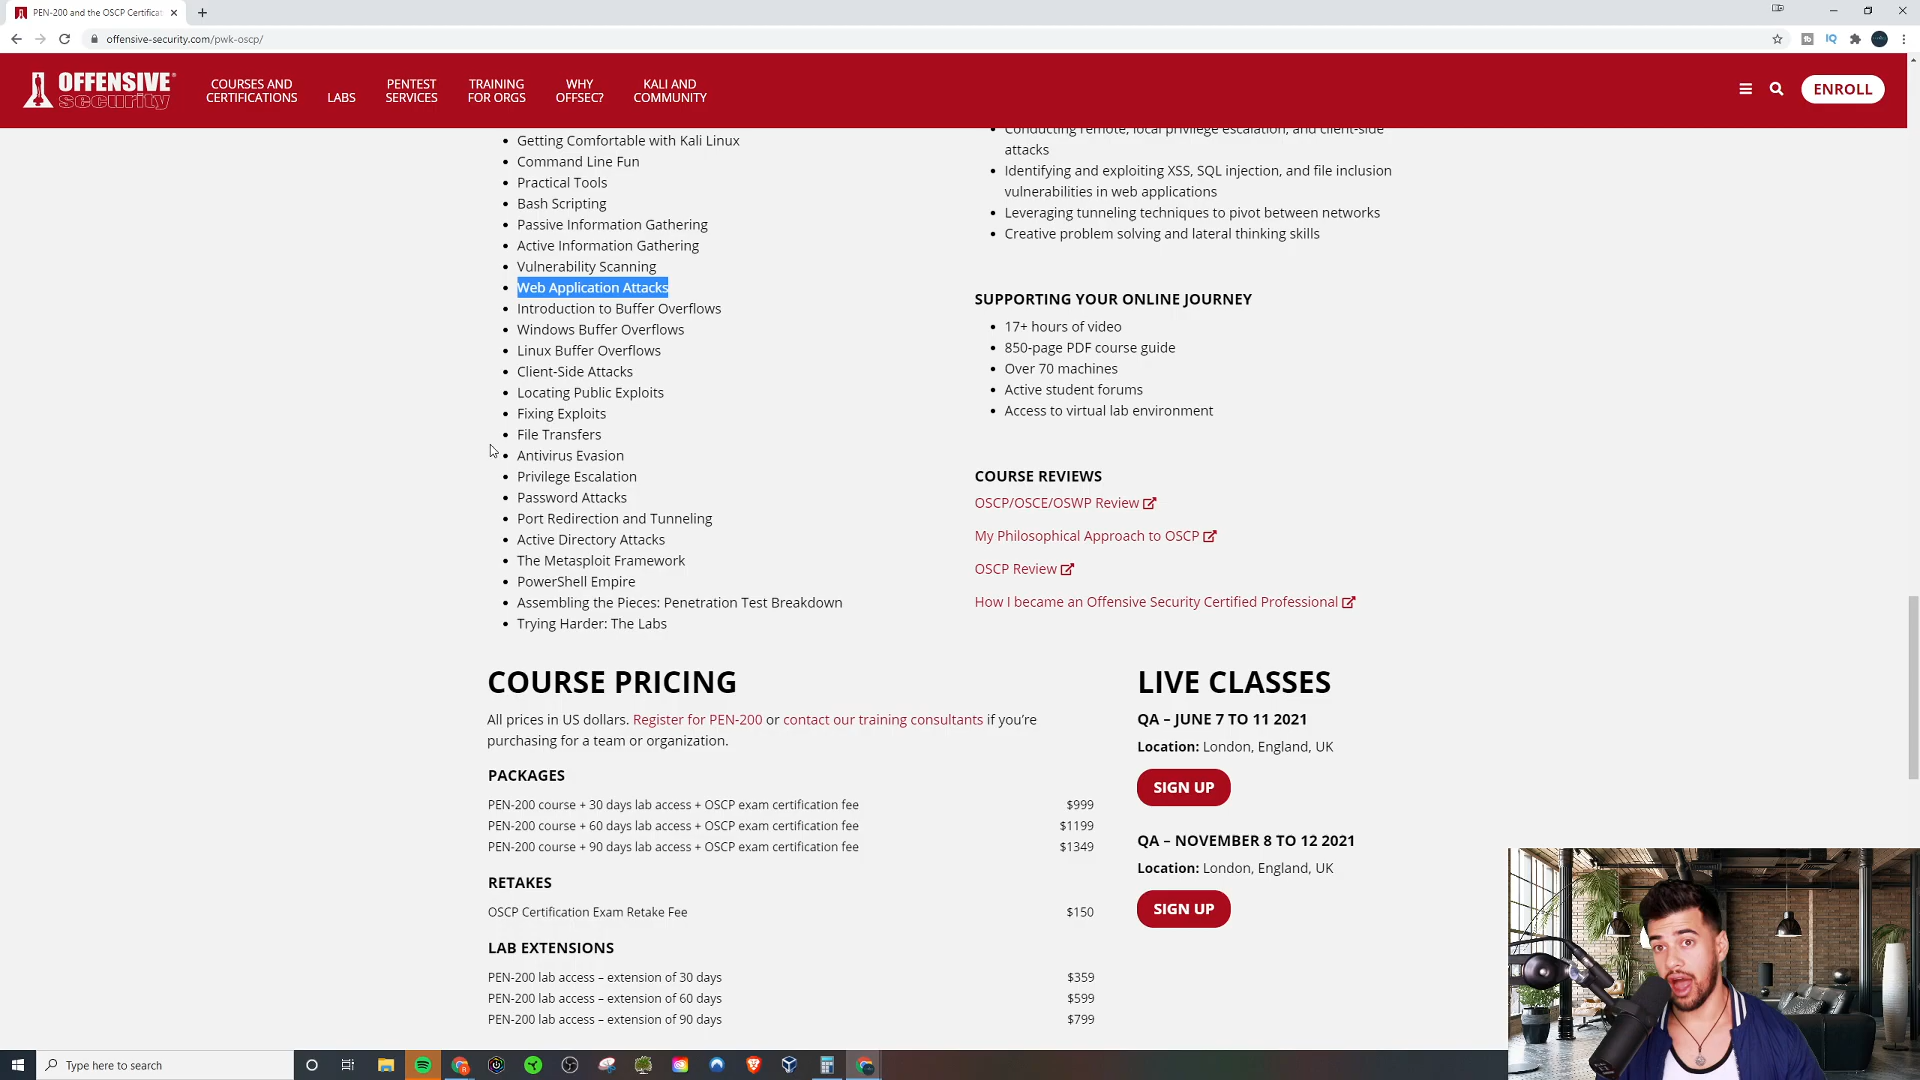 PEN-200 and the OSCP Certificat
offensive-security.com/pwk-oscp/
OFFENSIVE
security
COURSES AND
CERTIFICATIONS
LABS
PENTEST
SERVICES
TRAINING
FOR ORGS
WHY
OFFSEC?
KALI AND
COMMUNITY
ENROLL
Getting Comfortable with Kali Linux
Command Line Fun
Practical Tools
Bash Scripting
Passive Information Gathering
Active Information Gathering
Vulnerability Scanning
Web Application Attacks
Introduction to Buffer Overflows
Windows Buffer Overflows
Linux Buffer Overflows
Client-Side Attacks
Locating Public Exploits
Fixing Exploits
File Transfers
Antivirus Evasion
Privilege Escalation
Password Attacks
Port Redirection and Tunneling
Active Directory Attacks
The Metasploit Framework
PowerShell Empire
Assembling the Pieces: Penetration Test Breakdown
Trying Harder: The Labs
Conducting remote, local privilege escalation, and client-side
attacks
Identifying and exploiting XSS, SQL injection, and file inclusion
vulnerabilities in web applications
Leveraging tunneling techniques to pivot between networks
Creative problem solving and lateral thinking skills
SUPPORTING YOUR ONLINE JOURNEY
17+ hours of video
850-page PDF course guide
Over 70 machines
Active student forums
Access to virtual lab environment
COURSE REVIEWS
OSCP/OSCE/OSWP Review
My Philosophical Approach to OSCP
OSCP Review
How I became an Offensive Security Certified Professional
COURSE PRICING
All prices in US dollars. Register for PEN-200 or contact our training consultants if you're
purchasing for a team or organization.
PACKAGES
PEN-200 course + 30 days lab access + OSCP exam certification fee $999
PEN-200 course + 60 days lab access + OSCP exam certification fee $1199
PEN-200 course + 90 days lab access + OSCP exam certification fee $1349
RETAKES
OSCP Certification Exam Retake Fee $150
LAB EXTENSIONS
PEN-200 lab access – extension of 30 days $359
PEN-200 lab access – extension of 60 days $599
PEN-200 lab access – extension of 90 days $799
LIVE CLASSES
QA – JUNE 7 TO 11 2021
Location: London, England, UK
SIGN UP
QA – NOVEMBER 8 TO 12 2021
Location: London, England, UK
SIGN UP
Type here to search